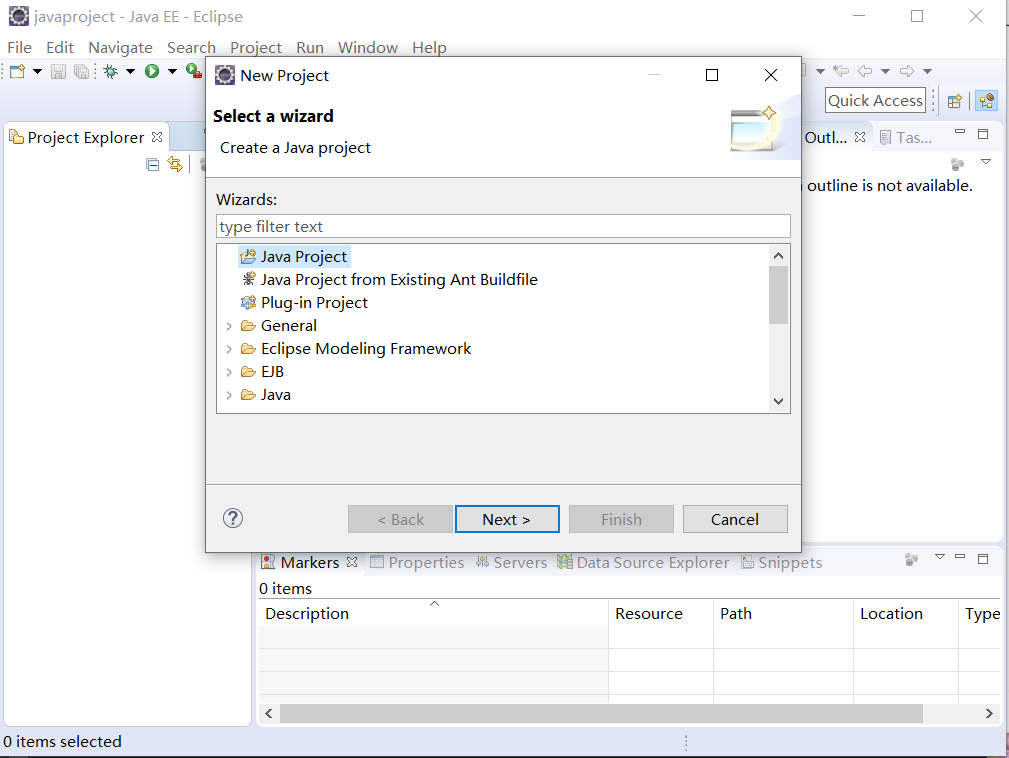 javaproject - Java EE - Eclipse
File Edit Navigate Search Project Run Window Help
New Project
Select a wizard
Create a Java project
Quick Access
Project Explorer
Outl...
Tas...
outline is not available.
Wizards:
type filter text
Java Project
Java Project from Existing Ant Buildfile
Plug-in Project
General
Eclipse Modeling Framework
EJB
Java
< Back
Next >
Finish
Cancel
Markers Properties Servers Data Source Explorer Snippets
0 items
Description Resource Path Location Type
0 items selected